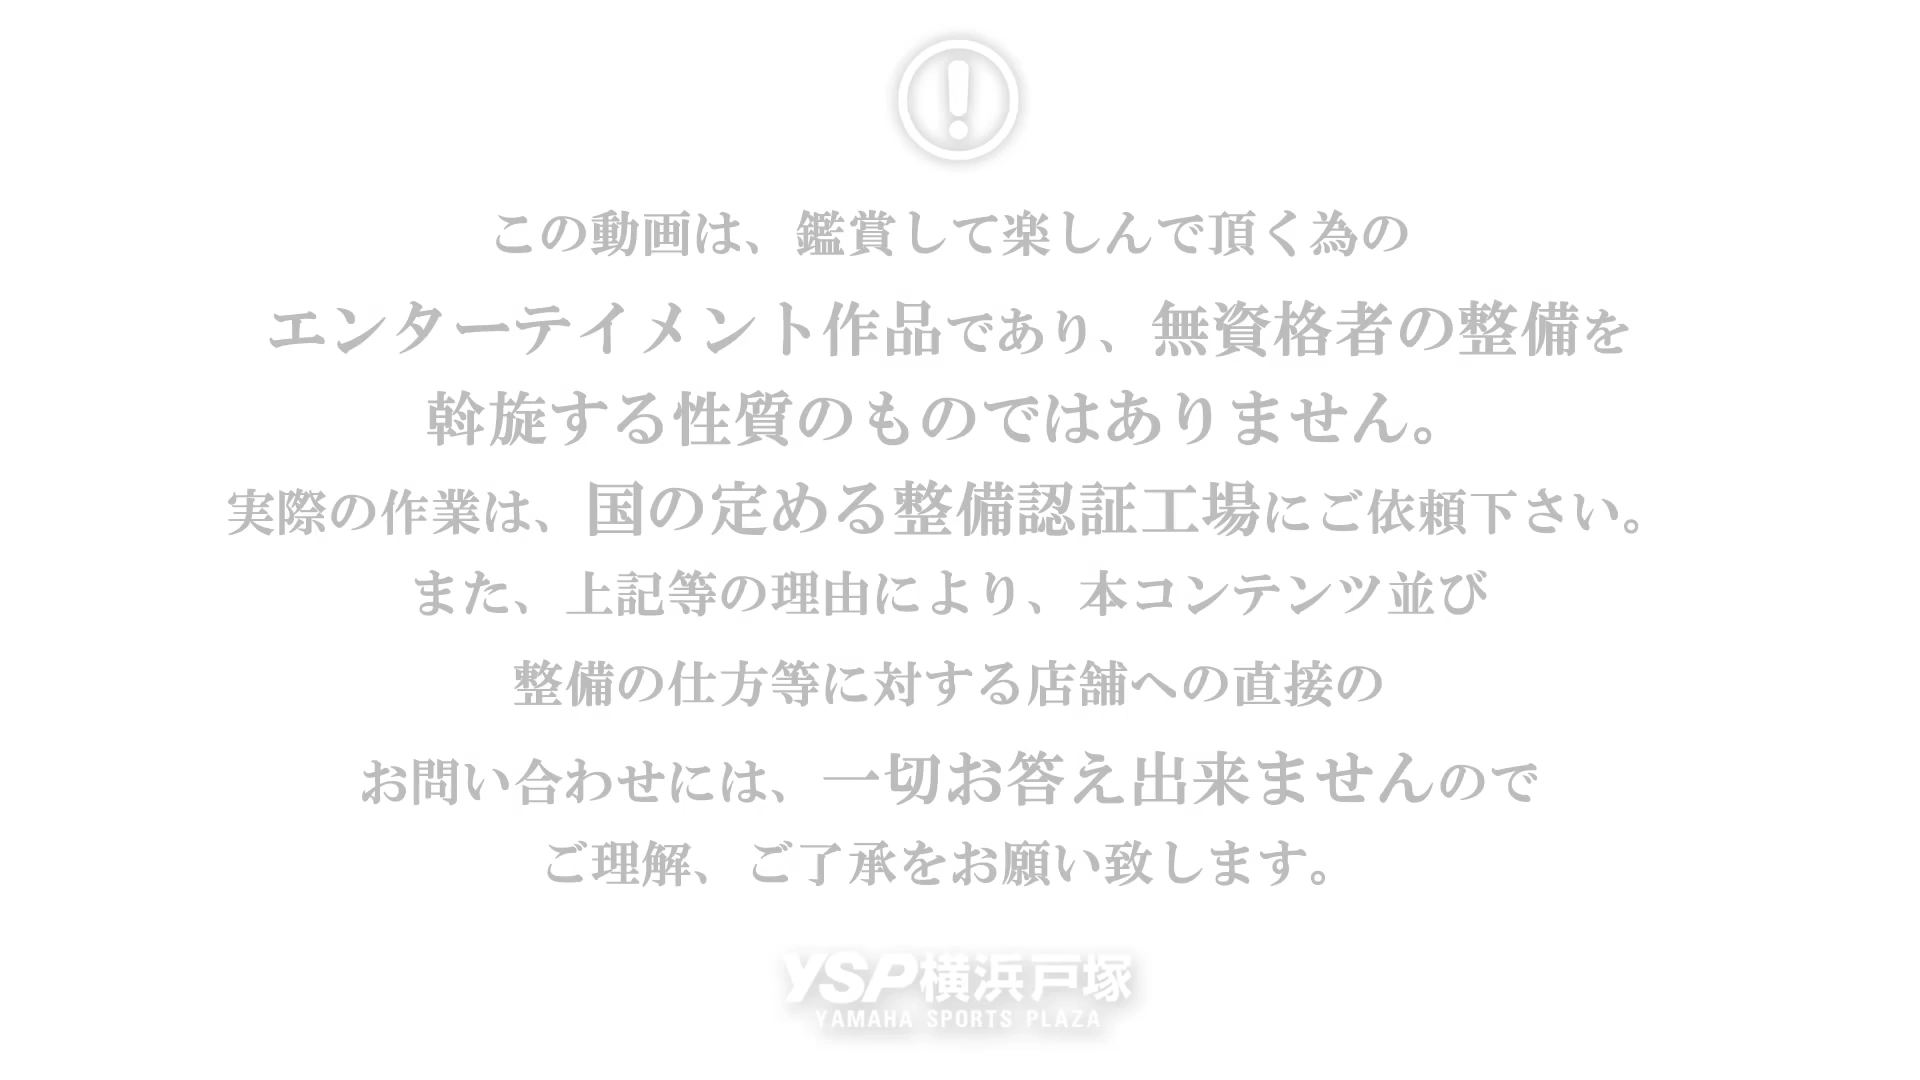 この動画は、鑑賞して楽しんで頂く為の
エンターテイメント作品であり、無資格者の整備を
斡旋する性質のものではありません。
実際の作業は、国の定める整備認証工場にご依頼下さい。
また、上記等の理由により、本コンテンツ並び
整備の仕方等に対する店舗への直接の
お問い合わせには、一切お答え出来ませんので
ご理解、ご了承をお願い致します。
YSP横浜戸塚
YAMAHA SPORTS PLAZA